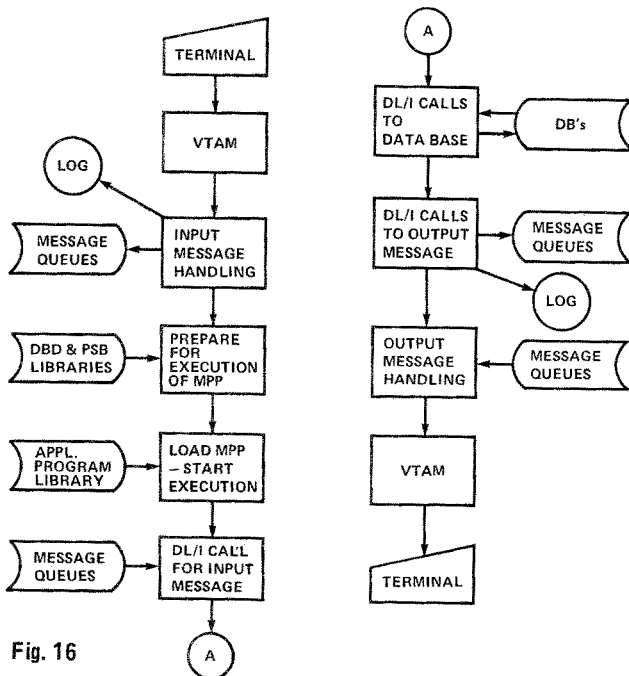 TERMINAL
VTAM
LOG
MESSAGE
QUEUES
INPUT
MESSAGE
HANDLING
DBD & PSB
LIBRARIES
PREPARE
FOR
EXECUTION
OF MPP
APPL.
PROGRAM
LIBRARY
LOAD MPP
– START
EXECUTION
MESSAGE
QUEUES
DL/I CALL
FOR INPUT
MESSAGE
A
Fig. 16
A
DL/I CALLS
TO
DATA BASE
DB's
DL/I CALLS
TO OUTPUT
MESSAGE
MESSAGE
QUEUES
LOG
OUTPUT
MESSAGE
HANDLING
MESSAGE
QUEUES
VTAM
TERMINAL